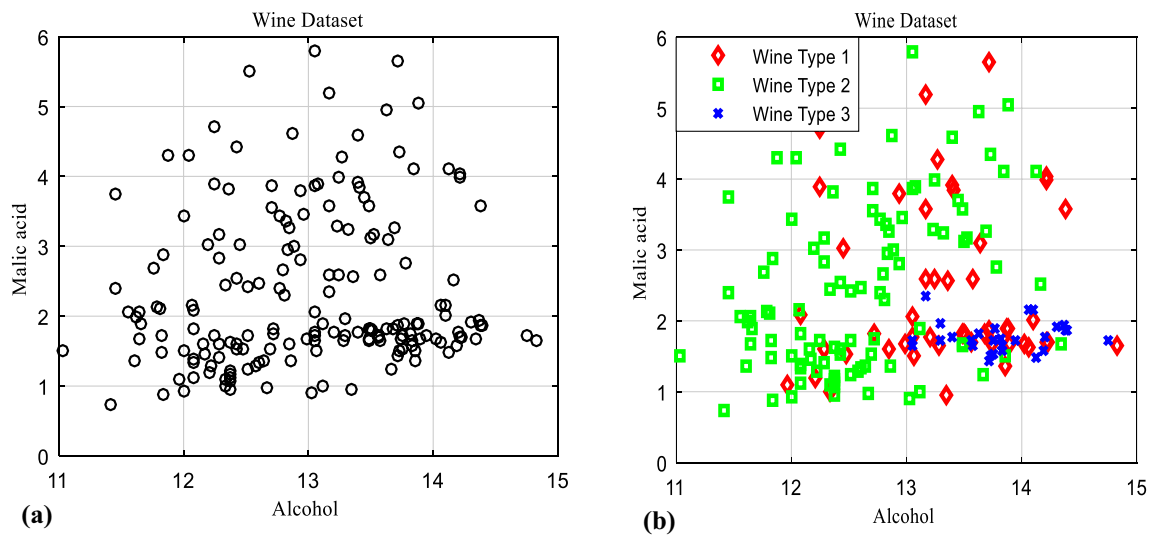 Wine Dataset
6
5
4
3
2
1
0
11 12 13 14 15
Malic acid
Alcohol
(a)
Wine Dataset
Wine Type 1
Wine Type 2
Wine Type 3
6
5
4
3
2
1
0
11 12 13 14 15
Malic acid
Alcohol
(b)